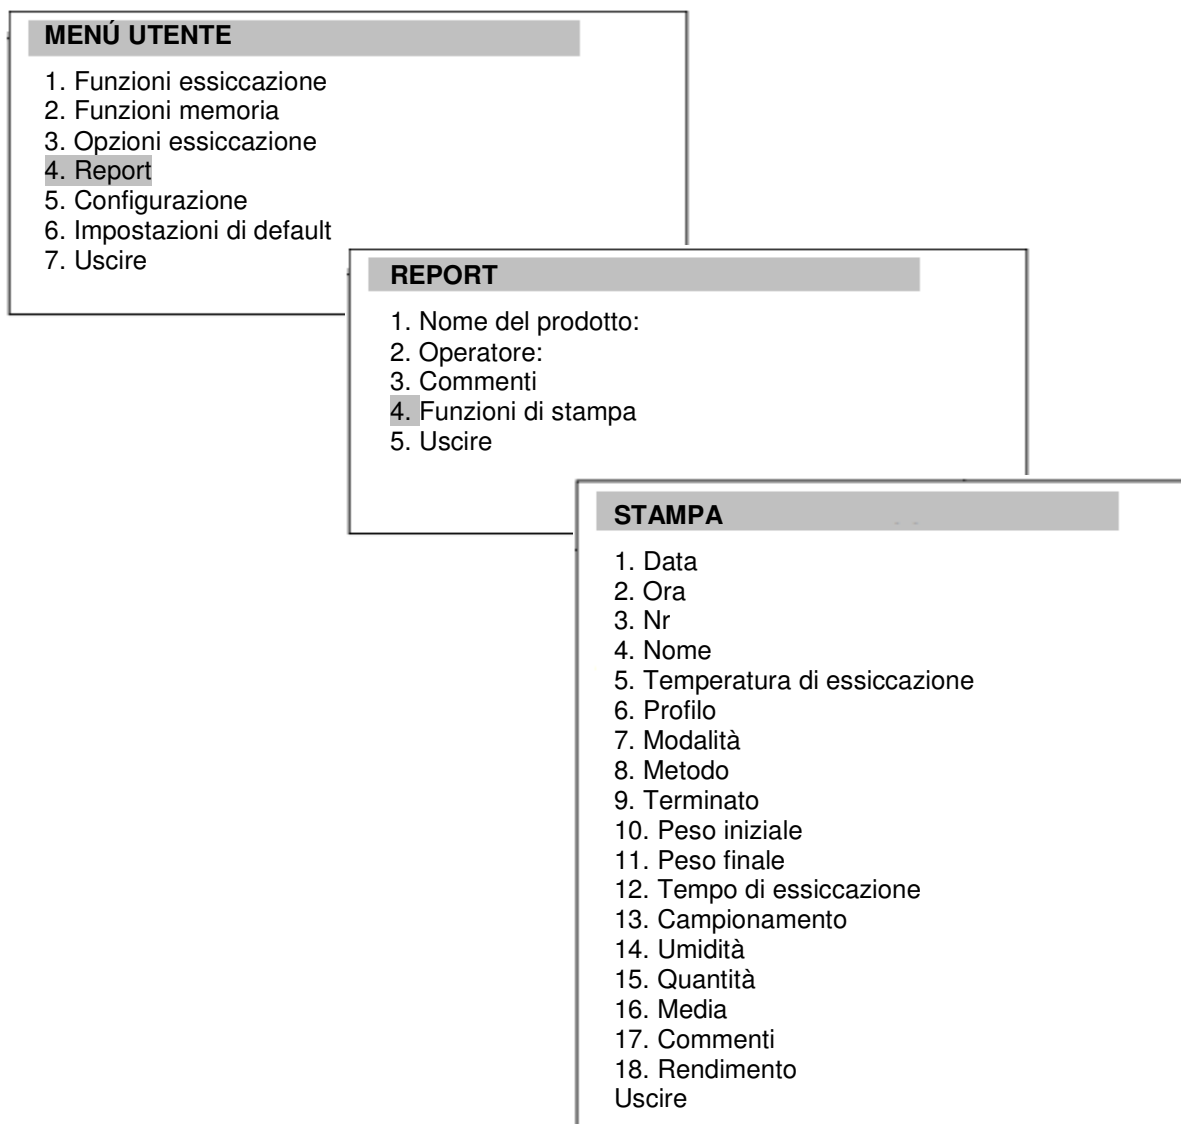 MENÚ UTENTE
1. Funzioni essiccazione
2. Funzioni memoria
3. Opzioni essiccazione
4. Report
5. Configurazione
6. Impostazioni di default
7. Uscire
REPORT
1. Nome del prodotto:
2. Operatore:
3. Commenti
4. Funzioni di stampa
5. Uscire
STAMPA
1. Data
2. Ora
3. Nr
4. Nome
5. Temperatura di essiccazione
6. Profilo
7. Modalità
8. Metodo
9. Terminato
10. Peso iniziale
11. Peso finale
12. Tempo di essiccazione
13. Campionamento
14. Umidità
15. Quantità
16. Media
17. Commenti
18. Rendimento
Uscire